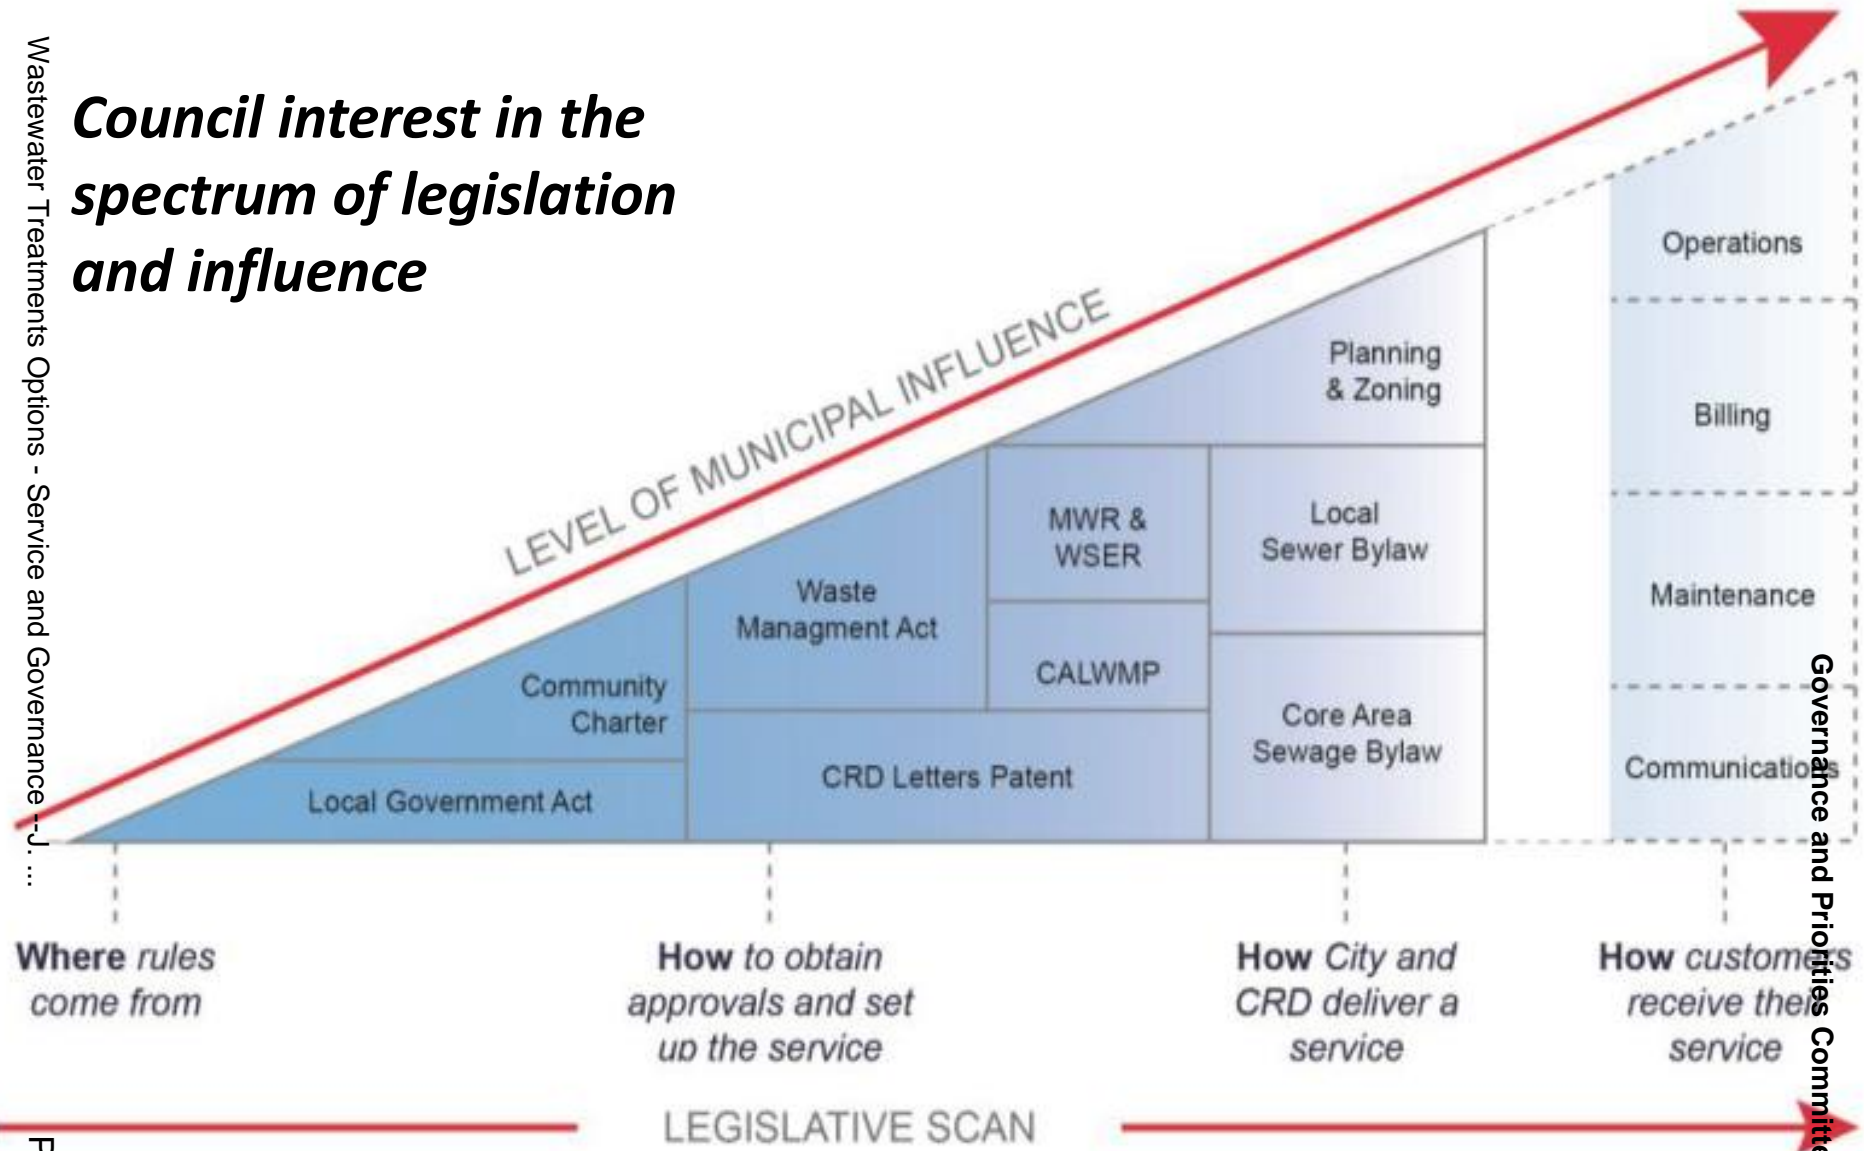 Wastewater Treatments Options - Service and Governance --J. ...
Council interest in the
spectrum of legislation
and influence
LEVEL OF MUNICIPAL INFLUENCE
Operations
Billing
Maintenance
Communications
Planning
& Zoning
MWR &
WSER
Local
Sewer Bylaw
Waste
Managment Act
CALWMP
Community
Charter
Core Area
Sewage Bylaw
CRD Letters Patent
Local Government Act
Where rules
come from
How to obtain
approvals and set
up the service
How City and
CRD deliver a
service
How customers
receive their
service
LEGISLATIVE SCAN
Governance and Priorities